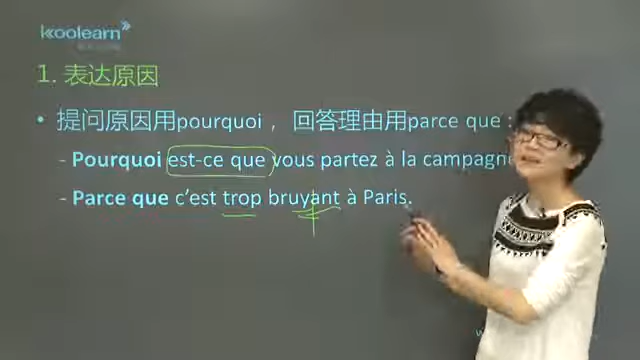 koolearn
1. 表达原因
• 提问原因用pourquoi， 回答理由用parce que :
- Pourquoi est-ce que vous partez à la campagn
- Parce que c'est trop bruyant à Paris.